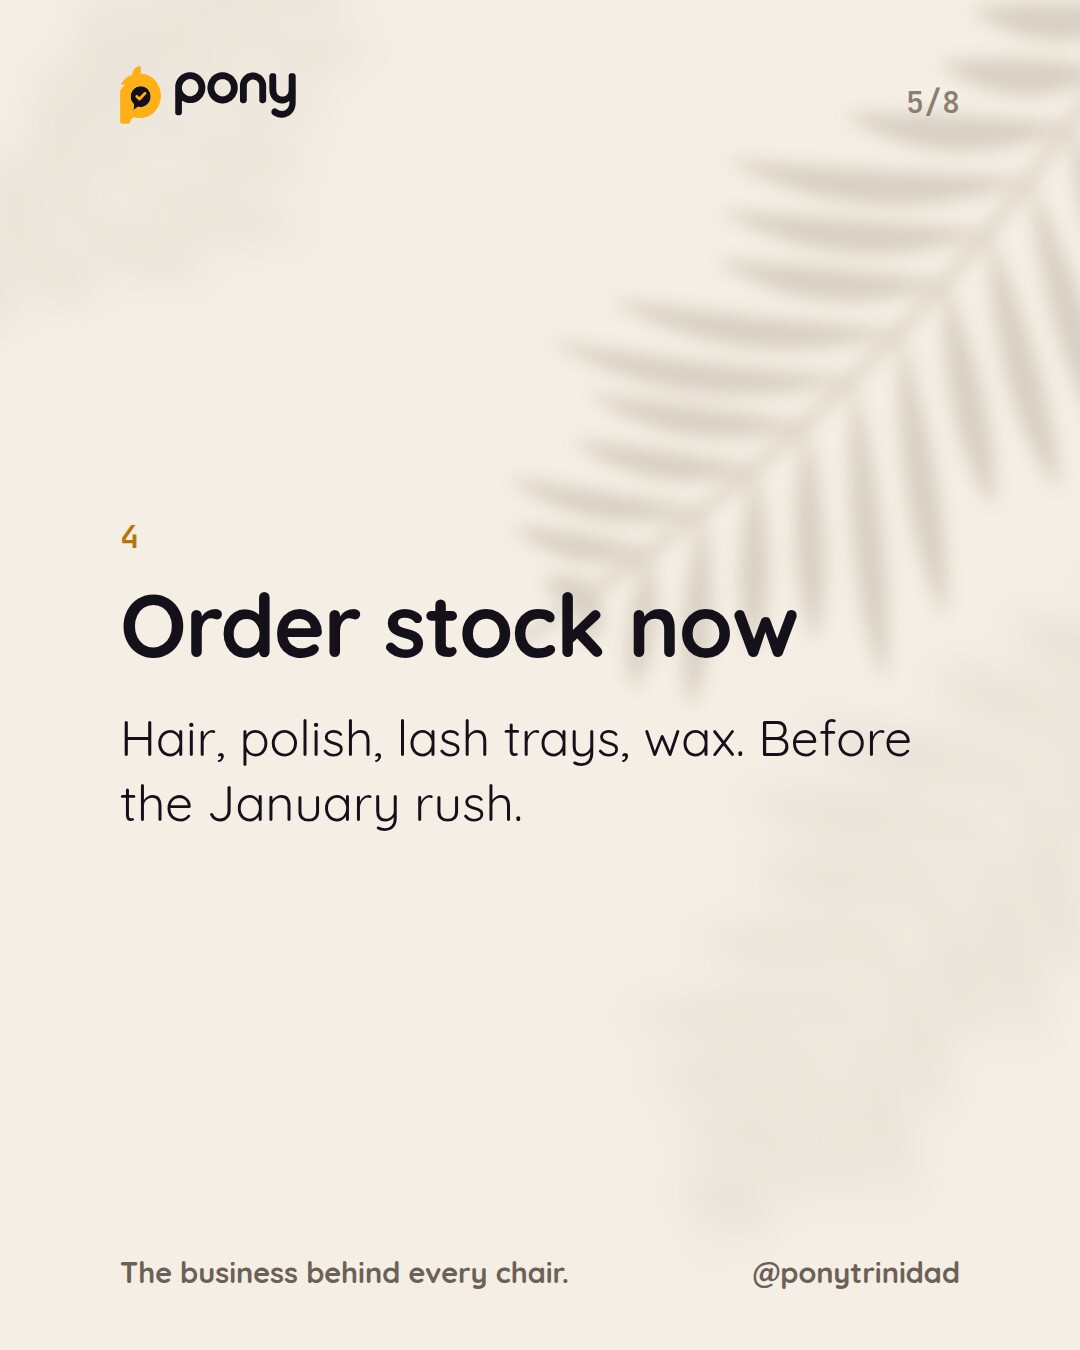 pony
5/8
4
Order stock now
Hair, polish, lash trays, wax. Before
the January rush.
The business behind every chair.
@ponytrinidad